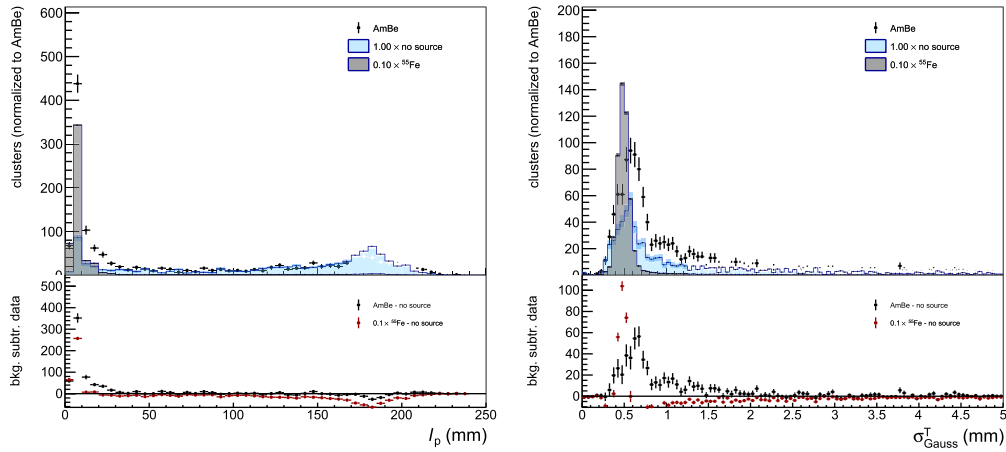 clusters (normalized to AmBe)
600
500
400
300
200
100
0
AmBe
1.00 × no source
0.10 × ⁵⁵Fe
bkg. subtr. data
500
400
300
200
100
0
AmBe - no source
0.1× ⁵⁵Fe - no source
0 50 100 150 200 250
lₚ (mm)
clusters (normalized to AmBe)
200
180
160
140
120
100
80
60
40
20
0
AmBe
1.00 × no source
0.10 × ⁵⁵Fe
bkg. subtr. data
100
80
60
40
20
0
AmBe - no source
0.1× ⁵⁵Fe - no source
0 0.5 1 1.5 2 2.5 3 3.5 4 4.5 5
σᵀGauss (mm)